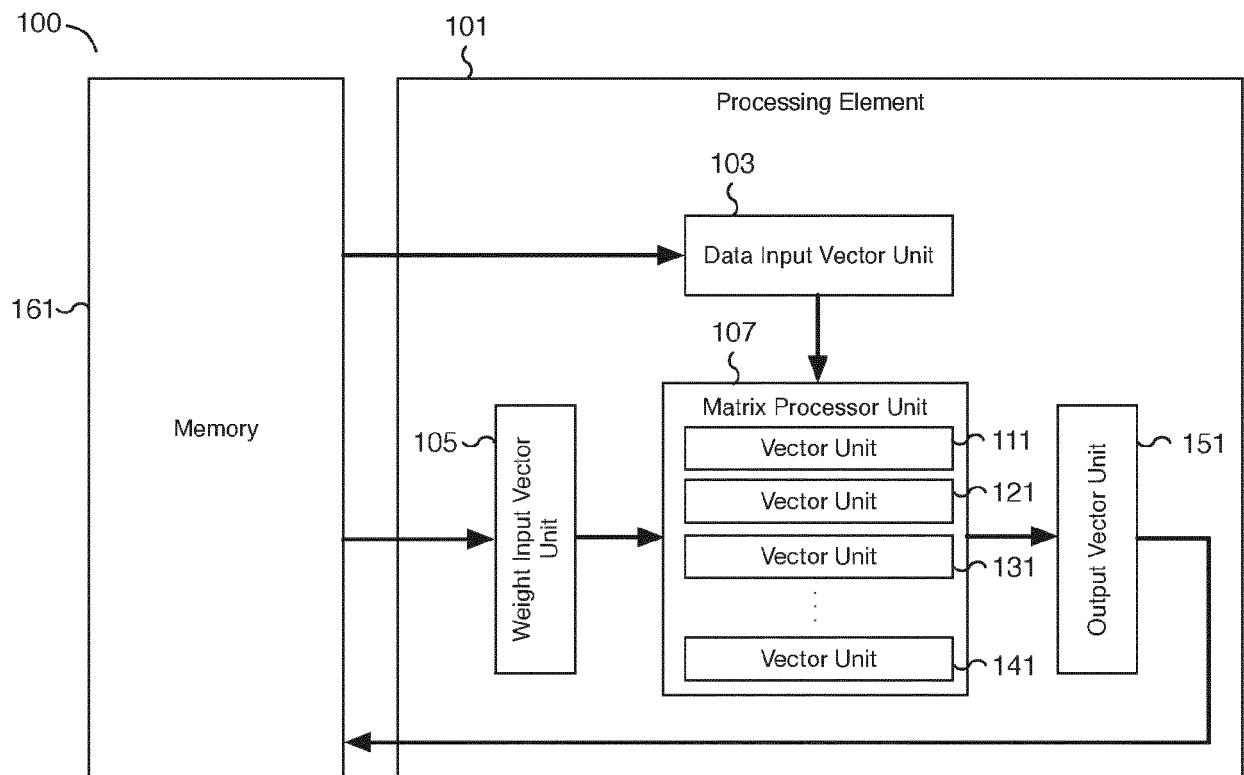 100
101
Processing Element
103
Data Input Vector Unit
161
107
Matrix Processor Unit
Memory
105
Weight Input Vector
Unit
Vector Unit
111
151
Vector Unit
121
Vector Unit
131
Output Vector Unit
Vector Unit
141